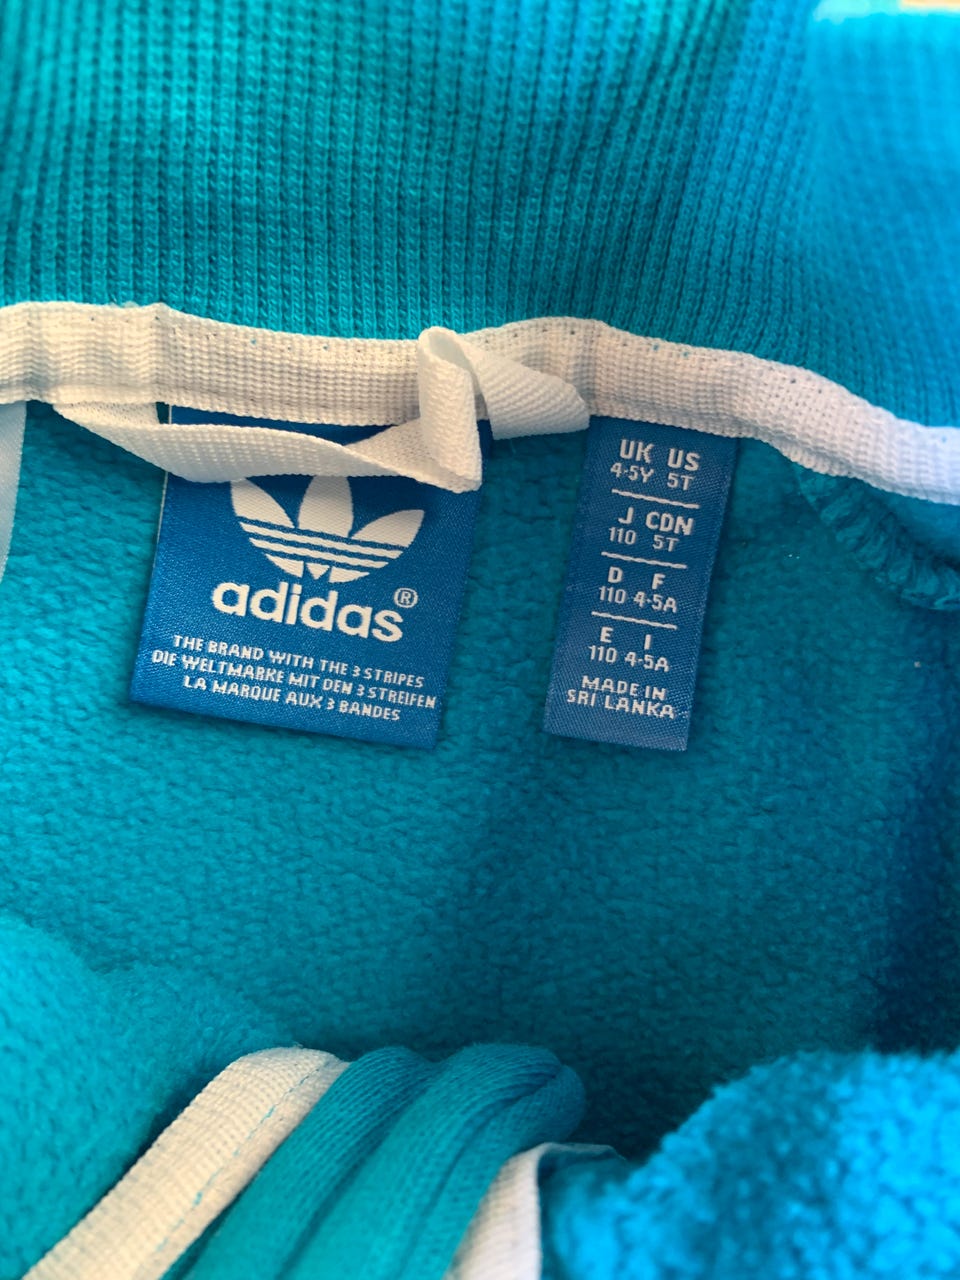 adidas®
THE BRAND WITH THE 3 STRIPES
DIE WELTMARKE MIT DEN 3 STREIFEN
LA MARQUE AUX 3 BANDES
UK US
4-5Y 5T
J CDN
110 5T
D F
110 4-5A
E I
110 4-5A
MADE IN
SRI LANKA